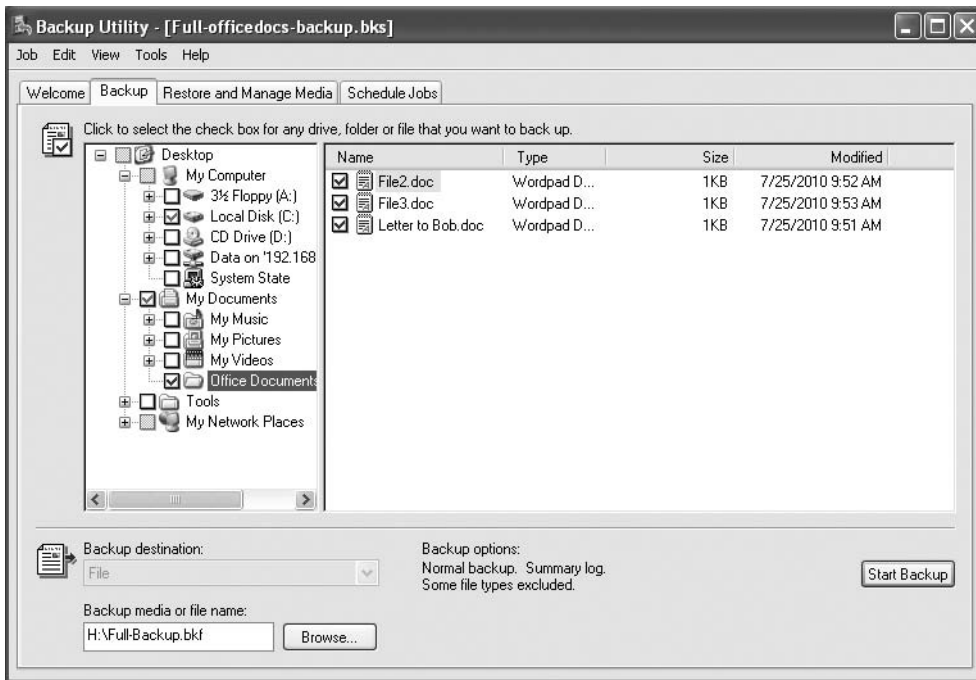 Backup Utility - [Full-officedocs-backup.bks]
Job Edit View Tools Help
Welcome Backup Restore and Manage Media Schedule Jobs
Click to select the check box for any drive, folder or file that you want to back up.
Desktop
My Computer
3½ Floppy (A:)
Local Disk (C:)
CD Drive (D:)
Data on '192.168
System State
My Documents
My Music
My Pictures
My Videos
Office Documents
Tools
My Network Places
Name Type Size Modified
File2.doc Wordpad D... 1KB 7/25/2010 9:52 AM
File3.doc Wordpad D... 1KB 7/25/2010 9:53 AM
Letter to Bob.doc Wordpad D... 1KB 7/25/2010 9:51 AM
Backup destination:
File
Backup media or file name:
H:\Full-Backup.bkf
Browse...
Backup options:
Normal backup. Summary log.
Some file types excluded.
Start Backup